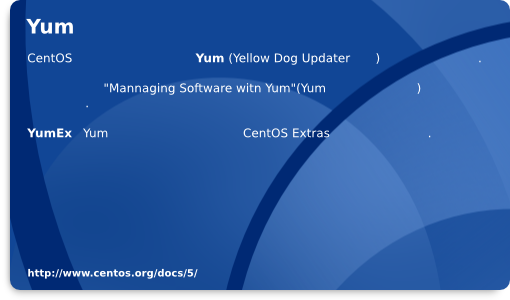 Yum
CentOS Yum (Yellow Dog Updater ) .
"Mannaging Software witn Yum"(Yum )
.
YumEx Yum CentOS Extras .
http://www.centos.org/docs/5/